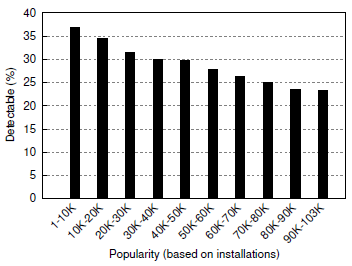 40
35
30
25
20
15
10
5
0
Detectable (%)
1-10K
10K-20K
20K-30K
30K-40K
40K-50K
50K-60K
60K-70K
70K-80K
80K-90K
90K-103K
Popularity (based on installations)